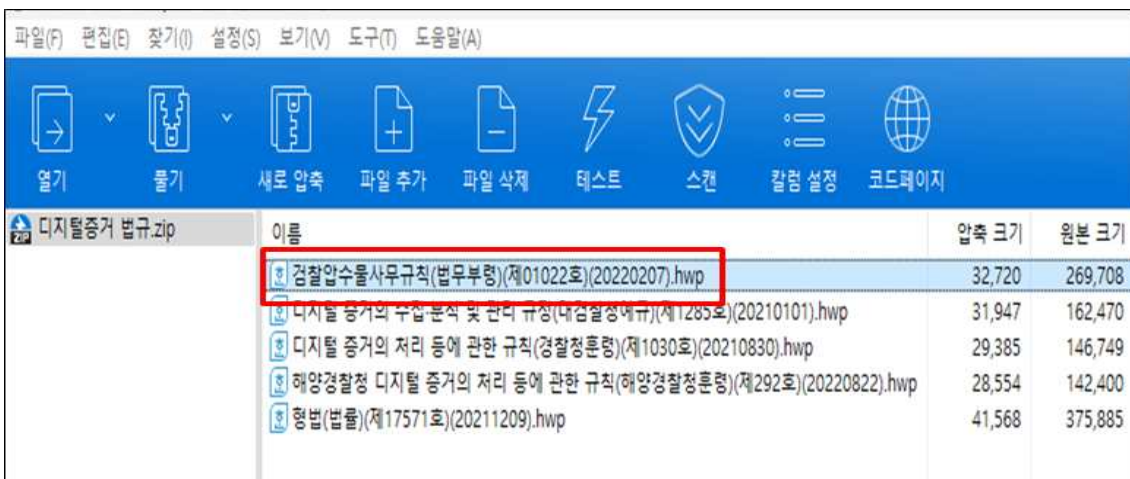 파일(F) 편집(E) 찾기(I) 설정(S) 보기(V) 도구(T) 도움말(A)
열기 풀기 새로 압축 파일 추가 파일 삭제 테스트 스캔 칼럼 설정 코드페이지
디지털증거 법규.zip
이름 압축 크기 원본 크기
검찰압수물사무규칙(법무부령)(제01022호)(20220207).hwp 32,720 269,708
디지털 증거의 수집·분석 및 관리 규정(대검찰청예규)(제1285호)(20210101).hwp 31,947 162,470
디지털 증거의 처리 등에 관한 규칙(경찰청훈령)(제1030호)(20210830).hwp 29,385 146,749
해양경찰청 디지털 증거의 처리 등에 관한 규칙(해양경찰청훈령)(제292호)(20220822).hwp 28,554 142,400
형법(법률)(제17571호)(20211209).hwp 41,568 375,885